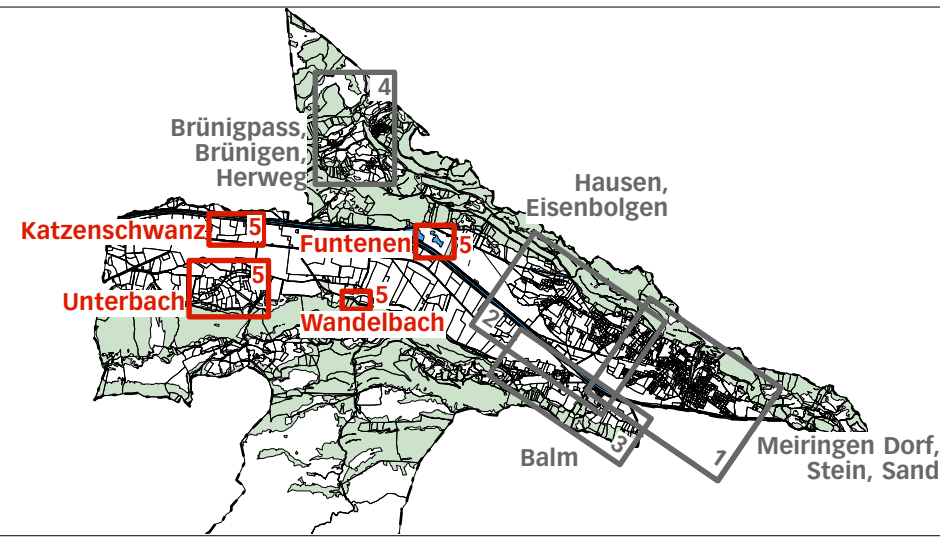 4
Brünigpass,
Brünigen,
Herweg
Hausen,
Eisenbolgen
Katzenschwanz
5
Funtenen
5
Unterbach
5
5
Wandelbach
2
Balm
3
1
Meiringen Dorf,
Stein, Sand